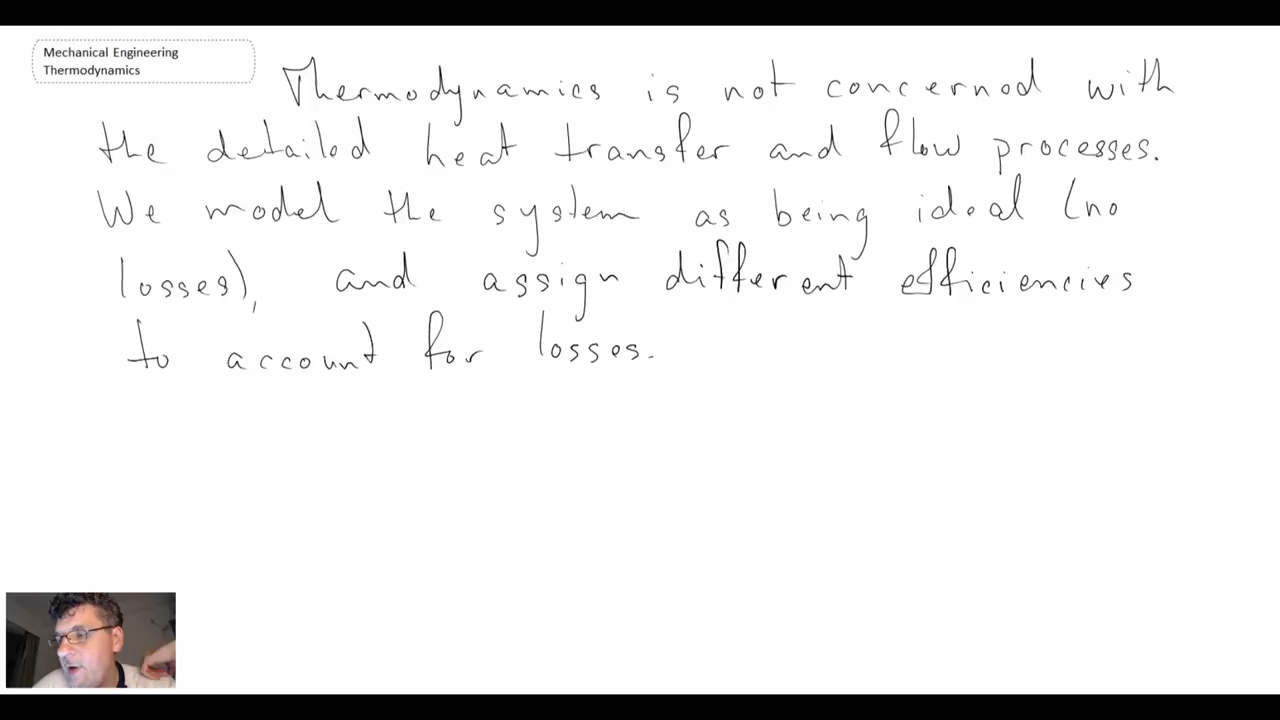 Mechanical Engineering
Thermodynamics
Thermodynamics is not concerned with
the detailed heat transfer and flow processes.
We model the system as being ideal (no
losses), and assign different efficiencies
to account for losses.